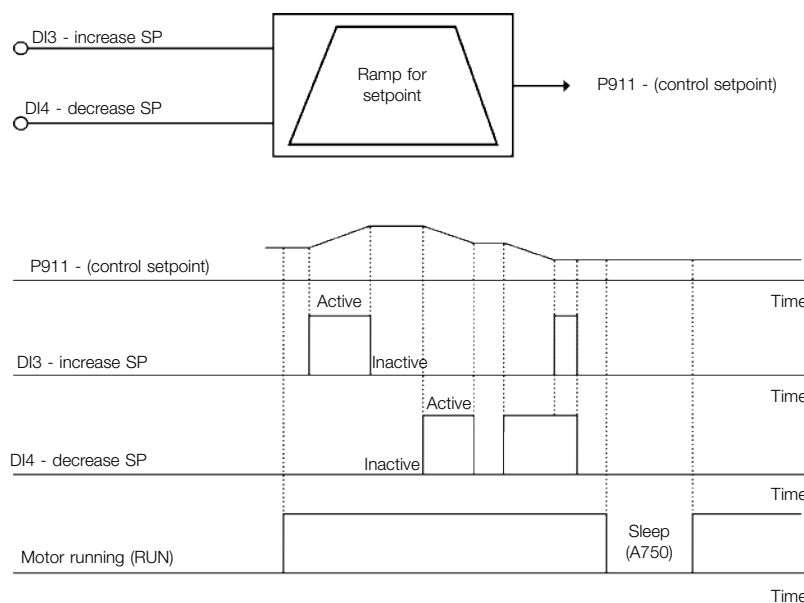 DI3 - increase SP
DI4 - decrease SP
Ramp for
setpoint
P911 - (control setpoint)
P911 - (control setpoint)
Time
Active
DI3 - increase SP
Inactive
Time
Active
DI4 - decrease SP
Inactive
Time
Motor running (RUN)
Sleep
(A750)
Time